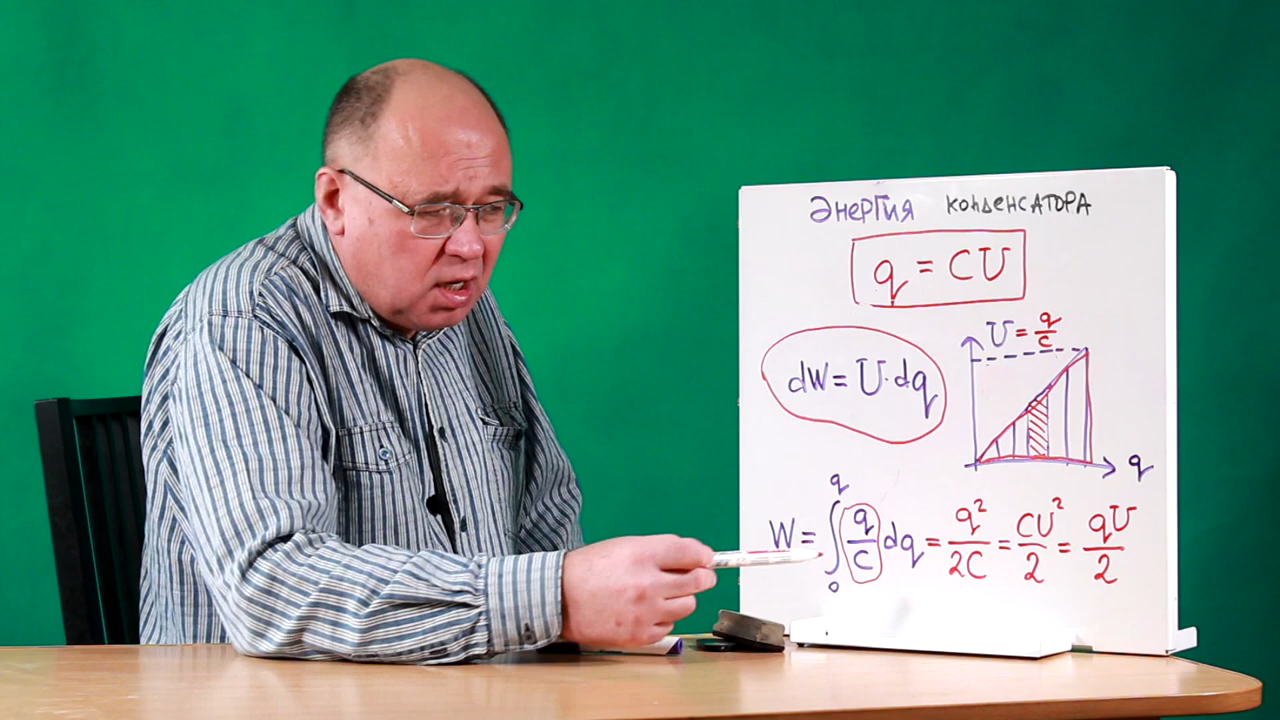 Энергия конденсатора
q = CU
U = q/C
dW = U·dq
q
q
W = ∫ q/C dq = q²/2C = CU²/2 = qU/2
0